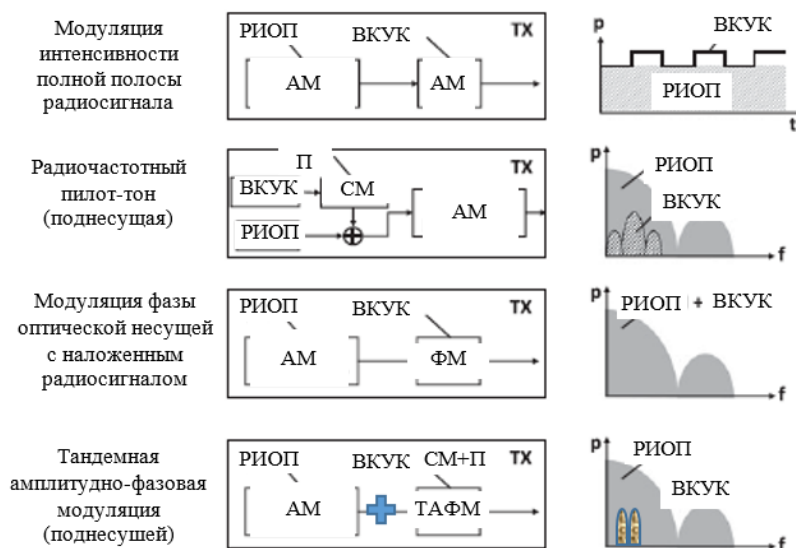 Модуляция
интенсивности
полной полосы
радиосигнала
РИОП
ВКУК
TX
АМ
АМ
p
ВКУК
РИОП
t
Радиочастотный
пилот-тон
(поднесущая)
П
TX
ВКУК
СМ
АМ
РИОП
p
РИОП
ВКУК
f
Модуляция фазы
оптической несущей
с наложенным
радиосигналом
РИОП
ВКУК
TX
АМ
ФМ
p
РИОП + ВКУК
f
Тандемная
амплитудно-фазовая
модуляция
(поднесушей)
РИОП
ВКУК
СМ+П
TX
АМ
ТАФМ
p
РИОП
ВКУК
f